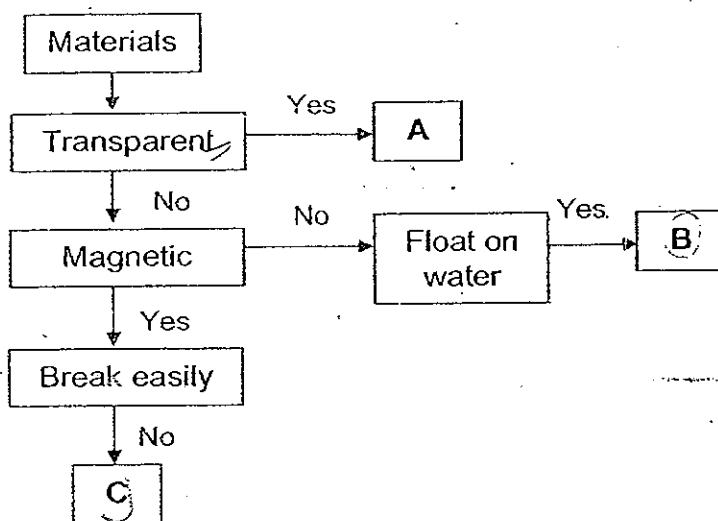 Materials
Yes
Transparent
A
No
No
Yes.
Magnetic
Float on
water
B
Yes
Break easily
No
C